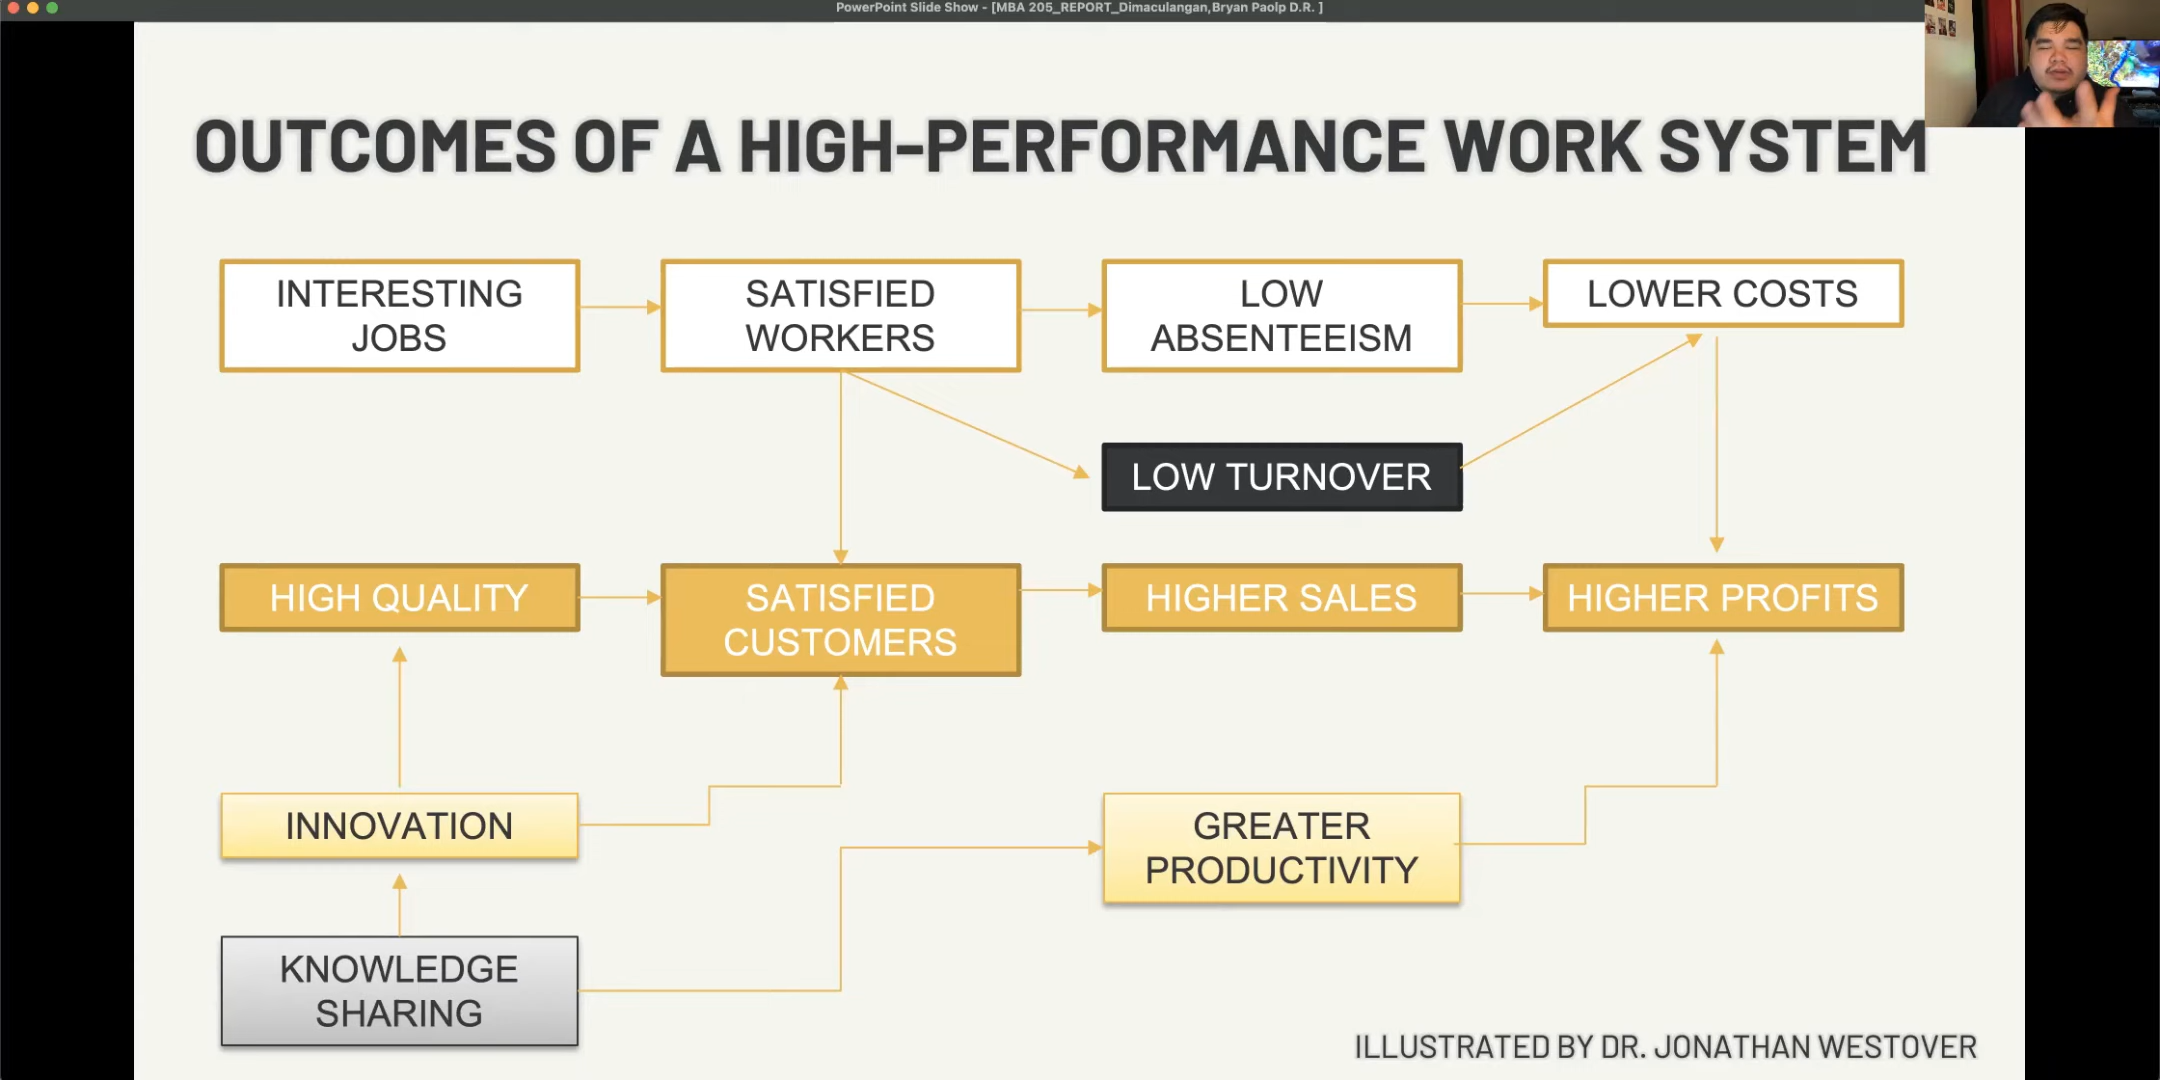 PowerPoint Slide Show - [MBA 205_REPORT_Dimaculangan,Bryan Paolp D.R. ]
OUTCOMES OF A HIGH-PERFORMANCE WORK SYSTEM
INTERESTING
JOBS
SATISFIED
WORKERS
LOW
ABSENTEEISM
LOWER COSTS
LOW TURNOVER
HIGH QUALITY
SATISFIED
CUSTOMERS
HIGHER SALES
HIGHER PROFITS
INNOVATION
GREATER
PRODUCTIVITY
KNOWLEDGE
SHARING
ILLUSTRATED BY DR. JONATHAN WESTOVER